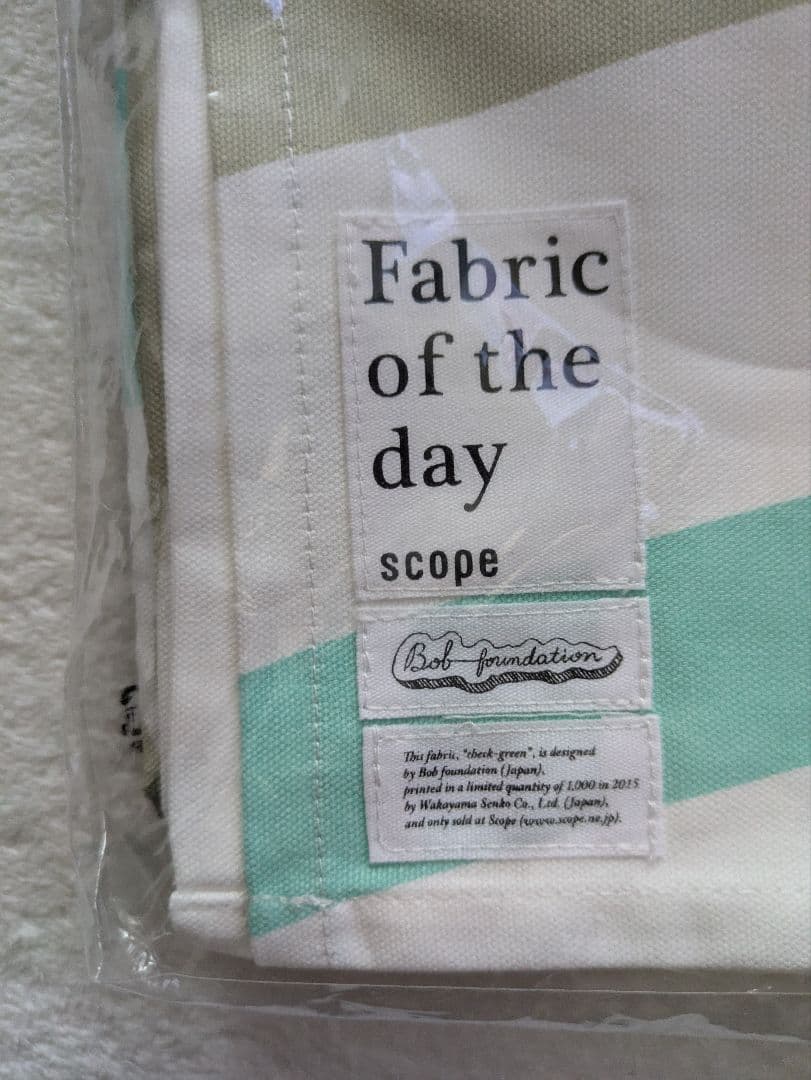 Fabric
of the
day
scope
Bob foundation
This fabric, "check-green", is designed
by Bob foundation (Japan),
printed in a limited quantity of 1,000 in 2015
by Wakayama Senko Co., Ltd. (Japan),
and only sold at Scope (www.scope.ne.jp).